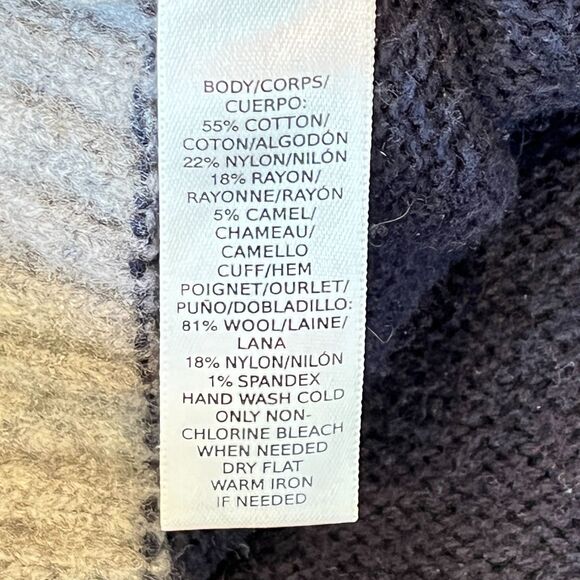 BODY/CORPS/
CUERPO:
55% COTTON/
COTON/ALGODÓN
22% NYLON/NILÓN
18% RAYON/
RAYONNE/RAYÓN
5% CAMEL/
CHAMEAU/
CAMELLO
CUFF/HEM
POIGNET/OURLET/
PUÑO/DOBLADILLO:
81% WOOL/LAINE/
LANA
18% NYLON/NILÓN
1% SPANDEX
HAND WASH COLD
ONLY NON-
CHLORINE BLEACH
WHEN NEEDED
DRY FLAT
WARM IRON
IF NEEDED